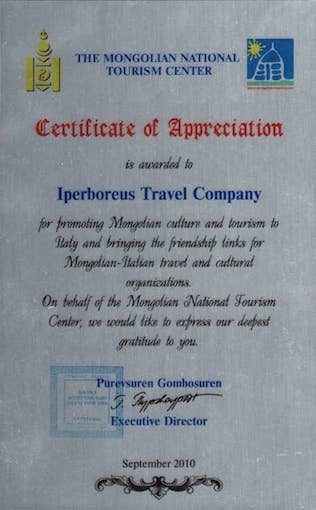 THE MONGOLIAN NATIONAL
TOURISM CENTER
Certificate of Appreciation
is awarded to
Iperboreus Travel Company
for promoting Mongolian culture and tourism to
Italy and bringing the friendship links for
Mongolian-Italian travel and cultural
organizations.
On behalf of the Mongolian National Tourism
Center, we would like to express our deepest
gratitude to you.
Purevsuren Gombosuren
Executive Director
September 2010